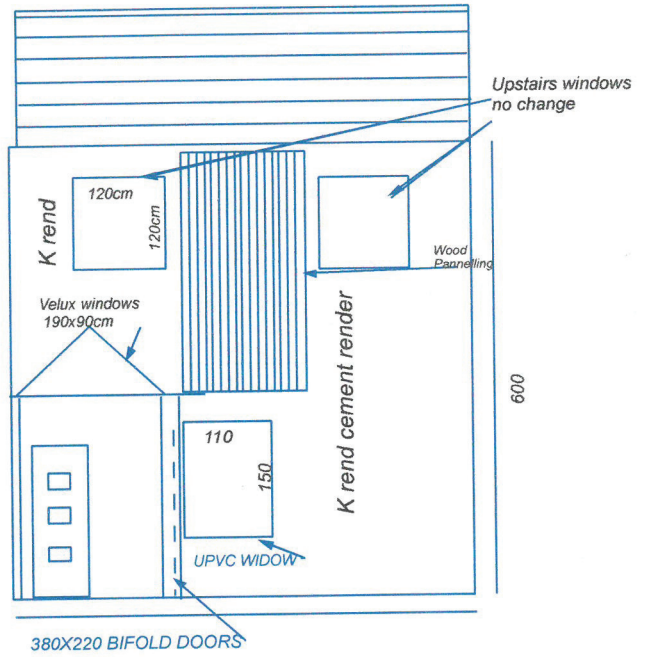 Upstairs windows
no change
120cm
120cm
K rend
Wood
Pannelling
Velux windows
190x90cm
K rend cement render
600
110
150
UPVC WIDOW
380X220 BIFOLD DOORS